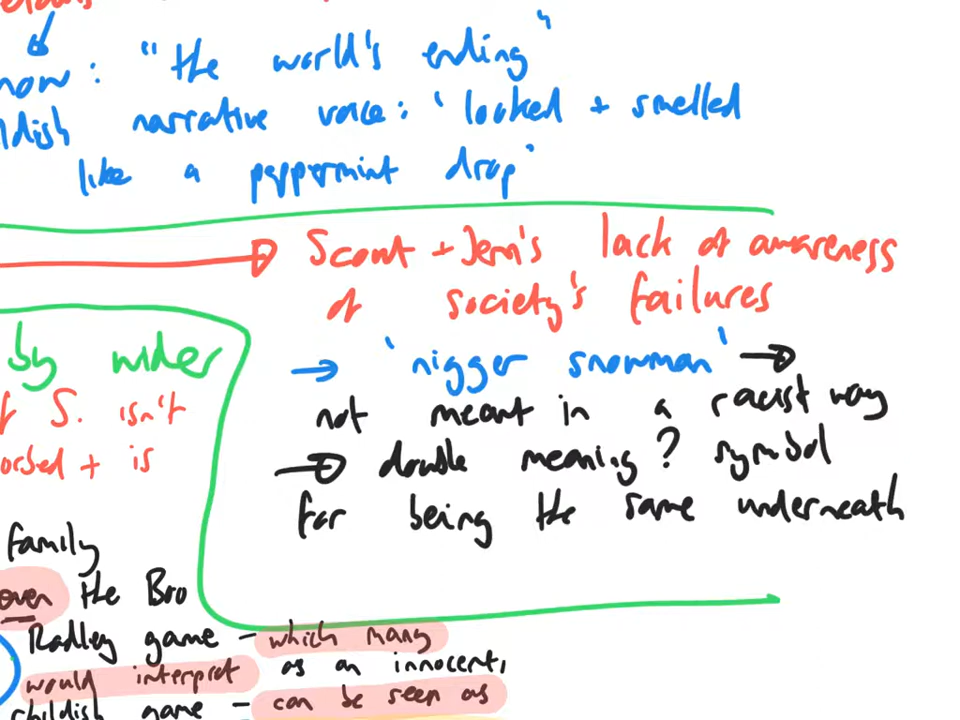 now: "the world's ending"
ldish narrative voice: 'looked + smelled
like a peppermint drop'
Scout + Jem's lack of awareness
of society's failures
by wider
→ 'nigger snowman' →
f S. isn't
not meant in a racist way
orbed + is
→ double meaning? symbol
for being the same underneath
family
even the Bro
Radley game - which many
would interpret as an innocent,
childish game - can be seen as